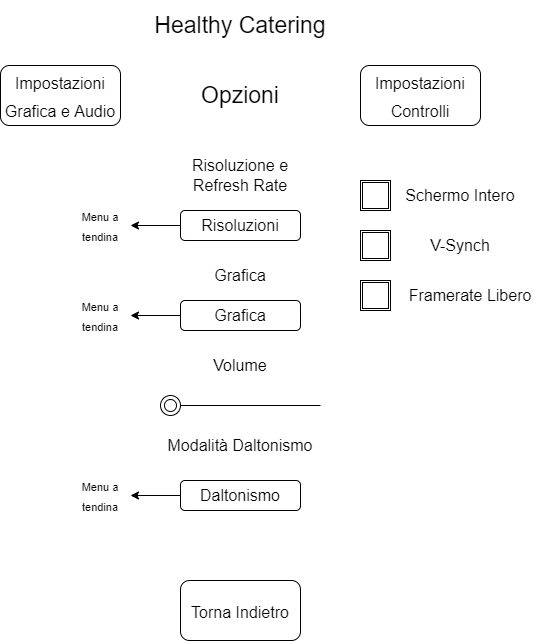 Healthy Catering
Impostazioni
Grafica e Audio
Opzioni
Impostazioni
Controlli
Risoluzione e
Refresh Rate
Schermo Intero
Menu a
tendina
Risoluzioni
V-Synch
Grafica
Framerate Libero
Menu a
tendina
Grafica
Volume
Modalità Daltonismo
Menu a
tendina
Daltonismo
Torna Indietro